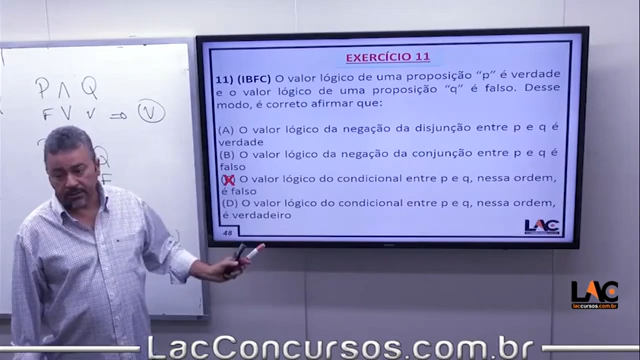 P ∧ Q
F V V ⇒ V
Q
EXERCÍCIO 11
11) (IBFC) O valor lógico de uma proposição “p” é verdade
e o valor lógico de uma proposição “q” é falso. Desse
modo, é correto afirmar que:
(A) O valor lógico da negação da disjunção entre p e q é
verdade
(B) O valor lógico da negação da conjunção entre p e q é
falso
O valor lógico do condicional entre p e q, nessa ordem,
é falso
(D) O valor lógico do condicional entre p e q, nessa ordem,
é verdadeiro
46
LAC
LAC
laccursos.com.br
LacConcursos.com.br